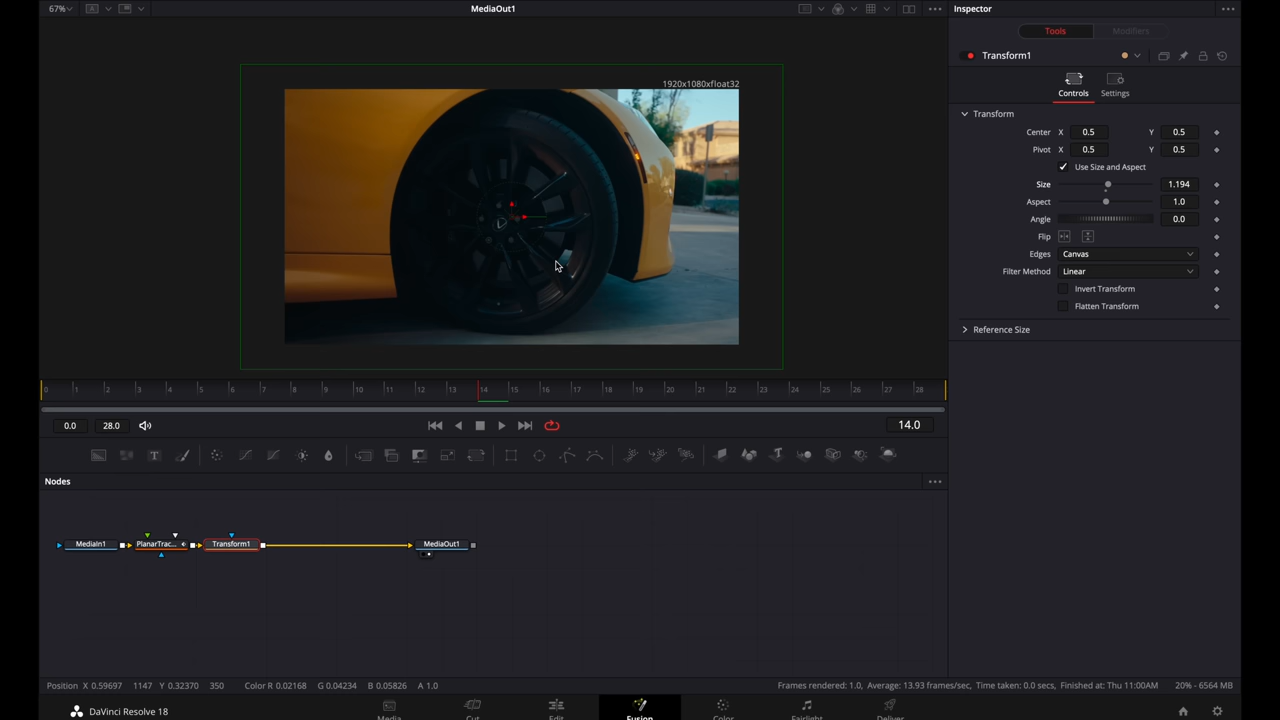 67%
MediaOut1
Inspector
Tools
Modifiers
Transform1
Controls
Settings
1920x1080xfloat32
Transform
Center X 0.5 Y 0.5
Pivot X 0.5 Y 0.5
Use Size and Aspect
Size 1.194
Aspect 1.0
Angle 0.0
Flip
Edges Canvas
Filter Method Linear
Invert Transform
Flatten Transform
Reference Size
0 1 2 3 4 5 6 7 8 9 10 11 12 13 14 15 16 17 18 19 20 21 22 23 24 25 26 27 28
0.0 28.0 14.0
T
Nodes
MediaIn1
PlanarTrac...
Transform1
MediaOut1
Position X 0.59697 1147 Y 0.32370 350 Color R 0.02168 G 0.04234 B 0.05826 A 1.0
Frames rendered: 1.0, Average: 13.93 frames/sec, Time taken: 0.0 secs, Finished at: Thu 11:00AM 20% - 6564 MB
DaVinci Resolve 18
Media
Cut
Edit
Fusion
Color
Fairlight
Deliver